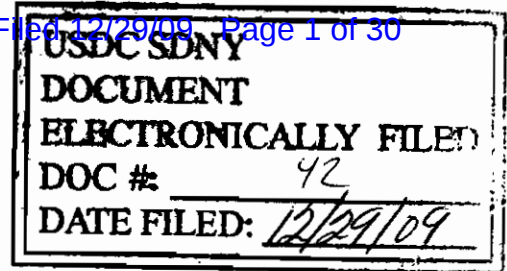 Filed 12/29/09 Page 1 of 30
USDC SDNY
DOCUMENT
ELECTRONICALLY FILED
DOC #: 42
DATE FILED: 12/29/09